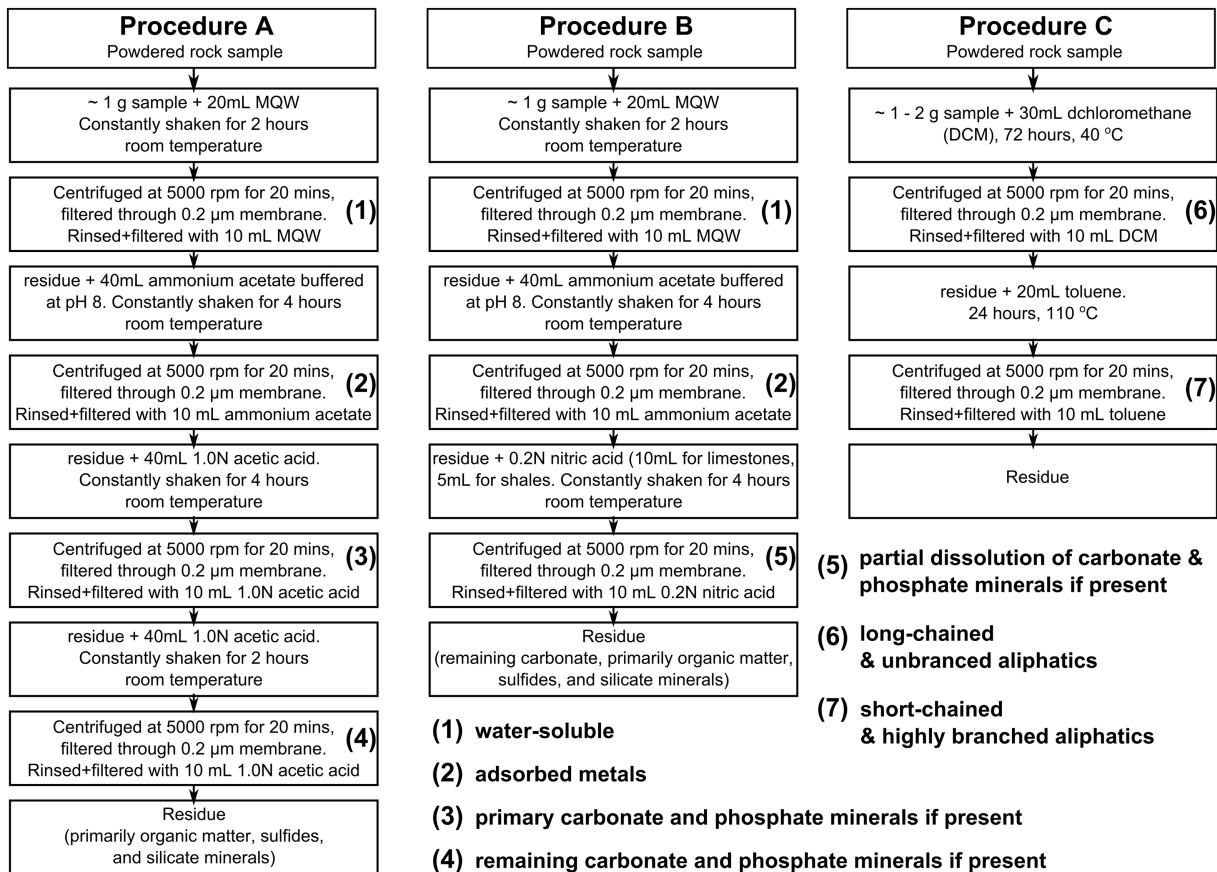 Procedure A
Powdered rock sample
~ 1 g sample + 20mL MQW
Constantly shaken for 2 hours
room temperature
Centrifuged at 5000 rpm for 20 mins,
filtered through 0.2 µm membrane.
Rinsed+filtered with 10 mL MQW
(1)
residue + 40mL ammonium acetate buffered
at pH 8. Constantly shaken for 4 hours
room temperature
Centrifuged at 5000 rpm for 20 mins,
filtered through 0.2 µm membrane.
Rinsed+filtered with 10 mL ammonium acetate
(2)
residue + 40mL 1.0N acetic acid.
Constantly shaken for 4 hours
room temperature
Centrifuged at 5000 rpm for 20 mins,
filtered through 0.2 µm membrane.
Rinsed+filtered with 10 mL 1.0N acetic acid
(3)
residue + 40mL 1.0N acetic acid.
Constantly shaken for 2 hours
room temperature
Centrifuged at 5000 rpm for 20 mins,
filtered through 0.2 µm membrane.
Rinsed+filtered with 10 mL 1.0N acetic acid
(4)
Residue
(primarily organic matter, sulfides,
and silicate minerals)
Procedure B
Powdered rock sample
~ 1 g sample + 20mL MQW
Constantly shaken for 2 hours
room temperature
Centrifuged at 5000 rpm for 20 mins,
filtered through 0.2 µm membrane.
Rinsed+filtered with 10 mL MQW
(1)
residue + 40mL ammonium acetate buffered
at pH 8. Constantly shaken for 4 hours
room temperature
Centrifuged at 5000 rpm for 20 mins,
filtered through 0.2 µm membrane.
Rinsed+filtered with 10 mL ammonium acetate
(2)
residue + 0.2N nitric acid (10mL for limestones,
5mL for shales. Constantly shaken for 4 hours
room temperature
Centrifuged at 5000 rpm for 20 mins,
filtered through 0.2 µm membrane.
Rinsed+filtered with 10 mL 0.2N nitric acid
(5)
Residue
(remaining carbonate, primarily organic matter,
sulfides, and silicate minerals)
Procedure C
Powdered rock sample
~ 1 - 2 g sample + 30mL dchloromethane
(DCM), 72 hours, 40 °C
Centrifuged at 5000 rpm for 20 mins,
filtered through 0.2 µm membrane.
Rinsed+filtered with 10 mL DCM
(6)
residue + 20mL toluene.
24 hours, 110 °C
Centrifuged at 5000 rpm for 20 mins,
filtered through 0.2 µm membrane.
Rinsed+filtered with 10 mL toluene
(7)
Residue
(1) water-soluble
(2) adsorbed metals
(3) primary carbonate and phosphate minerals if present
(4) remaining carbonate and phosphate minerals if present
(5) partial dissolution of carbonate &
phosphate minerals if present
(6) long-chained
& unbranced aliphatics
(7) short-chained
& highly branched aliphatics